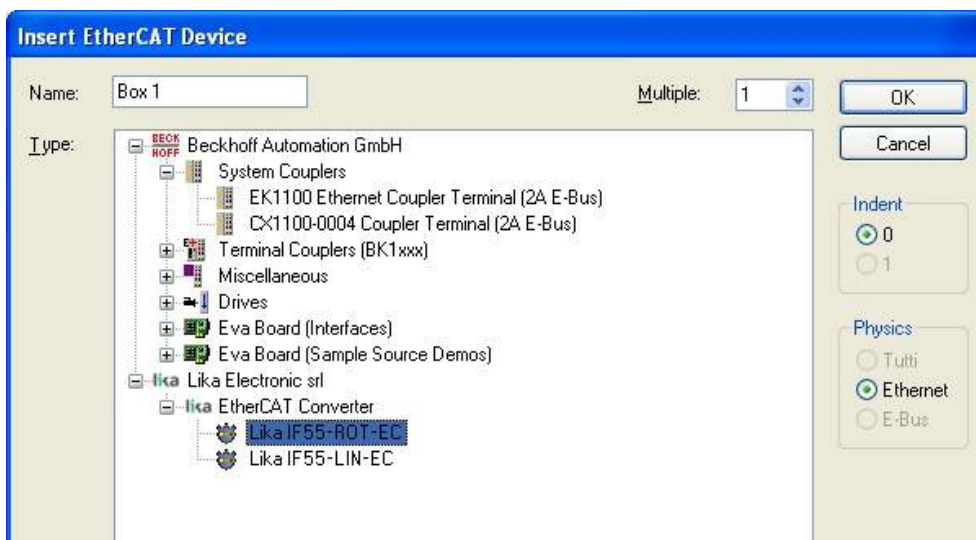 Insert EtherCAT Device
Name: Box 1 Multiple: 1 OK
Type: BECKHOFF Beckhoff Automation GmbH Cancel
System Couplers
EK1100 Ethernet Coupler Terminal (2A E-Bus)
CX1100-0004 Coupler Terminal (2A E-Bus)
Terminal Couplers (BK1xxx)
Miscellaneous
Drives
Eva Board (Interfaces)
Eva Board (Sample Source Demos)
lika Lika Electronic srl
lika EtherCAT Converter
Lika IF55-ROT-EC
Lika IF55-LIN-EC
Indent
0
1
Physics
Tutti
Ethernet
E-Bus